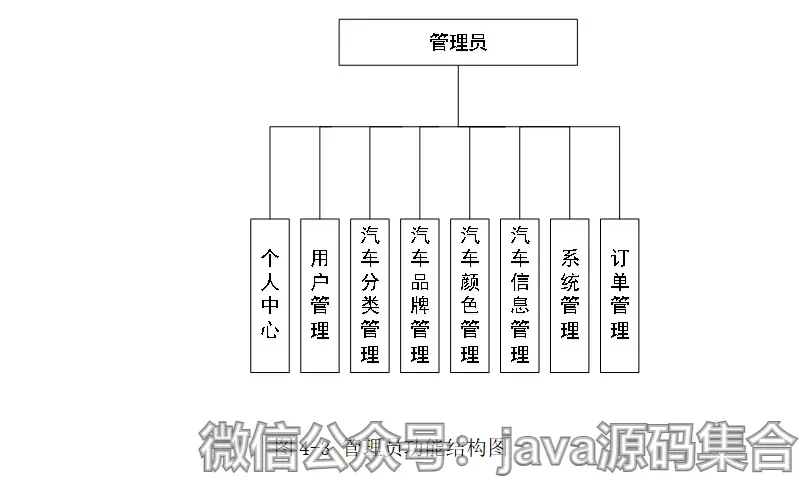 管理员
个人中心
用户管理
汽车分类管理
汽车品牌管理
汽车颜色管理
汽车信息管理
系统管理
订单管理
图 4-3 管理员功能结构图
微信公众号：java源码集合